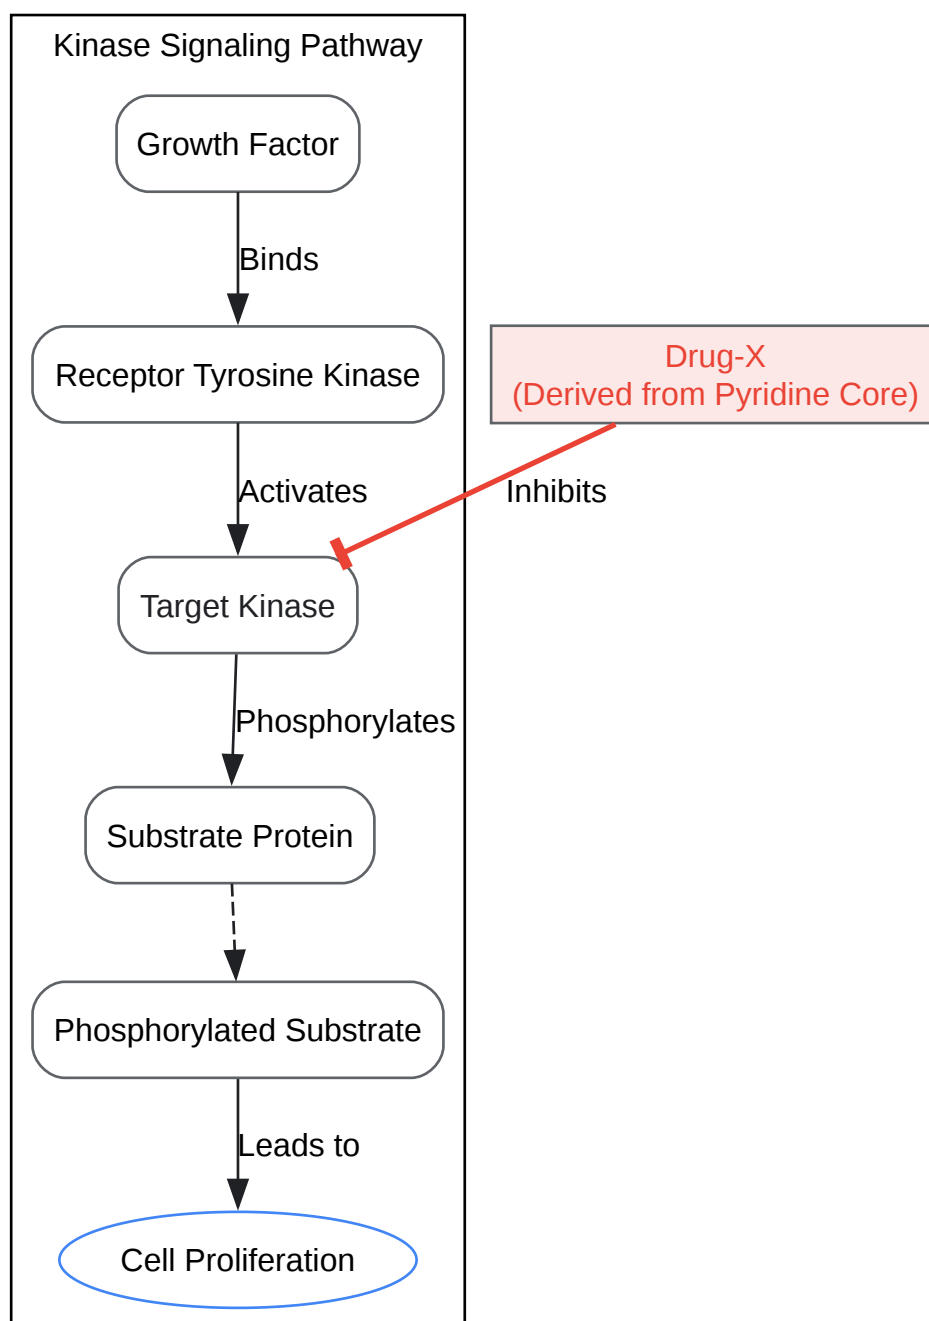 Kinase Signaling Pathway
Growth Factor
Binds
Receptor Tyrosine Kinase
Drug-X
(Derived from Pyridine Core)
Activates
Inhibits
Target Kinase
Phosphorylates
Substrate Protein
Phosphorylated Substrate
Leads to
Cell Proliferation